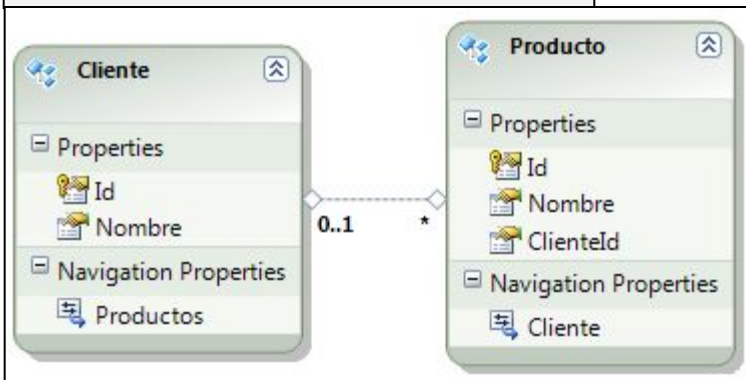 Cliente
Properties
Id
Nombre
Navigation Properties
Productos
0..1
*
Producto
Properties
Id
Nombre
ClienteId
Navigation Properties
Cliente